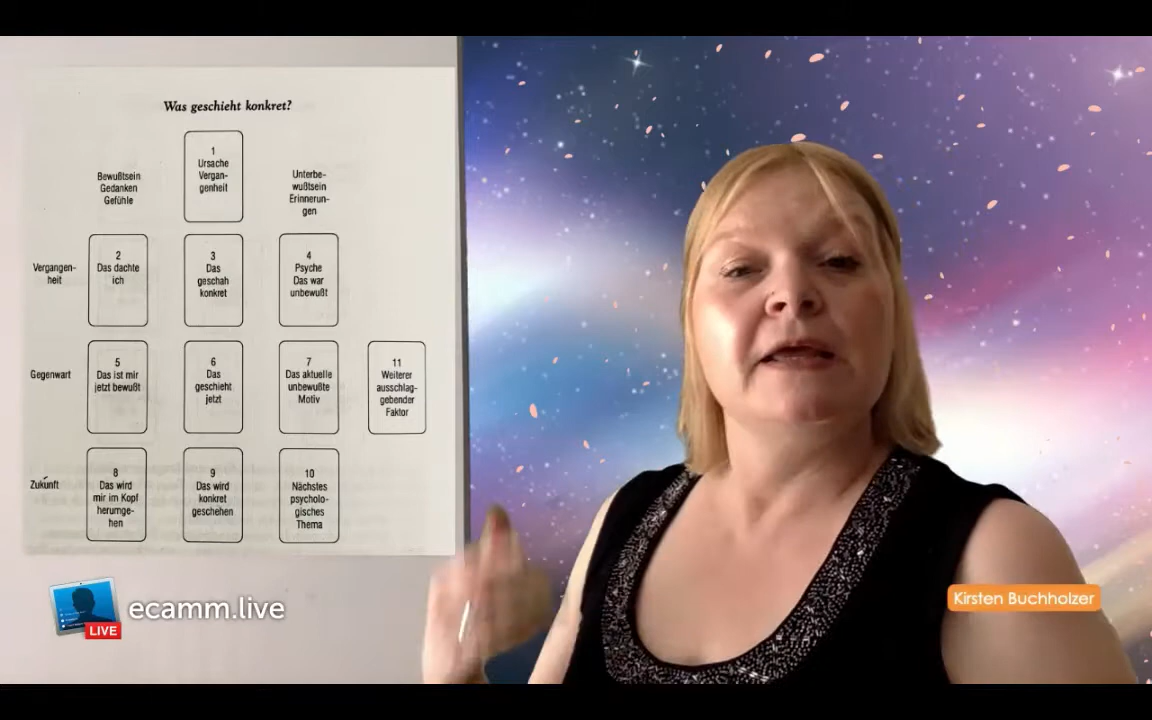 Was geschieht konkret?
1
Ursache
Vergan-
genheit
Bewußtsein
Gedanken
Gefühle
Unterbe-
wußtsein
Erinnerun-
gen
Vergangen-
heit
2
Das dachte
ich
3
Das
geschah
konkret
4
Psyche
Das war
unbewußt
Gegenwart
5
Das ist mir
jetzt bewußt
6
Das
geschieht
jetzt
7
Das aktuelle
unbewußte
Motiv
11
Weiterer
ausschlag-
gebender
Faktor
Zukunft
8
Das wird
mir im Kopf
herumge-
hen
9
Das wird
konkret
geschehen
10
Nächstes
psycholo-
gisches
Thema
LIVE
ecamm.live
Kirsten Buchholzer